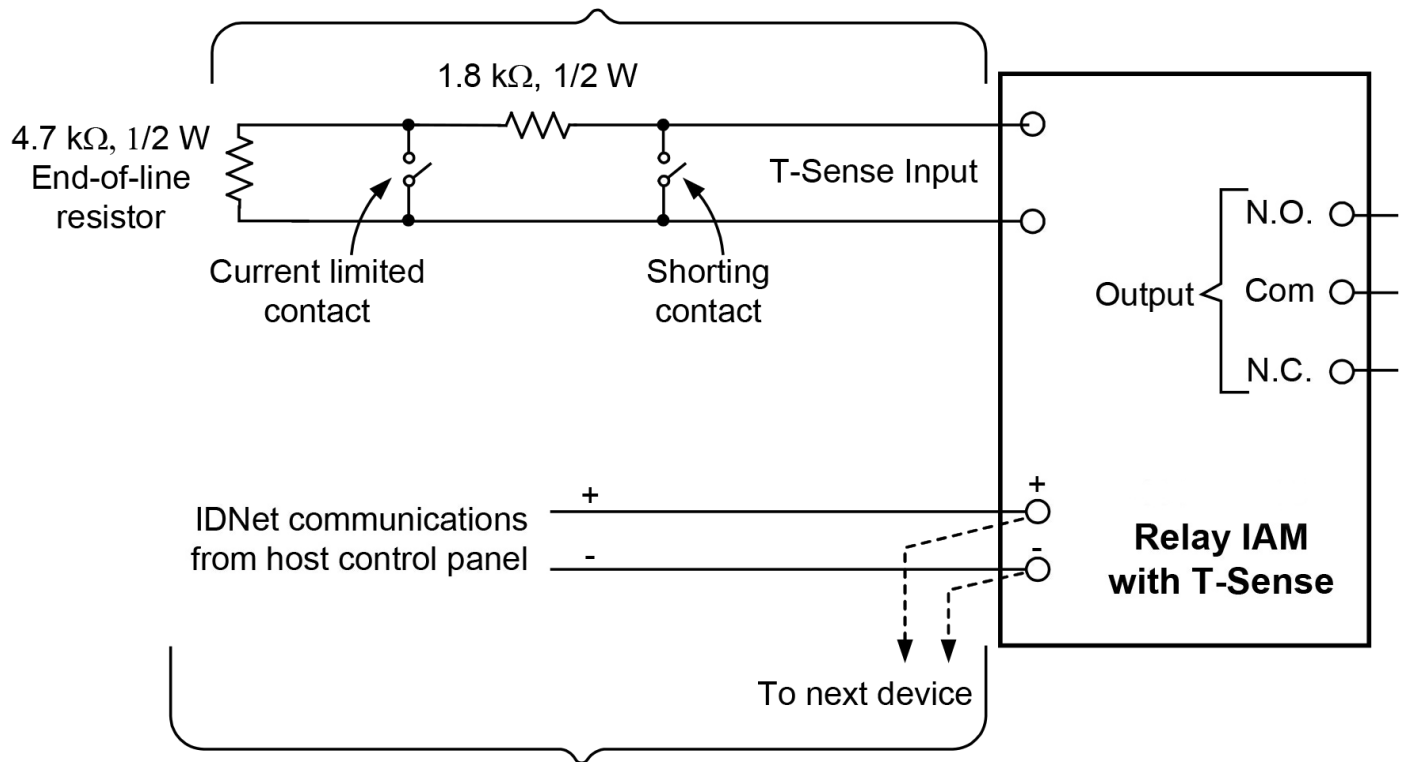 1.8 kΩ, 1/2 W
4.7 kΩ, 1/2 W
End-of-line
resistor
T-Sense Input
Current limited
contact
Shorting
contact
N.O.
Output
Com
N.C.
+
IDNet communications
from host control panel
-
+
-
Relay IAM
with T-Sense
To next device